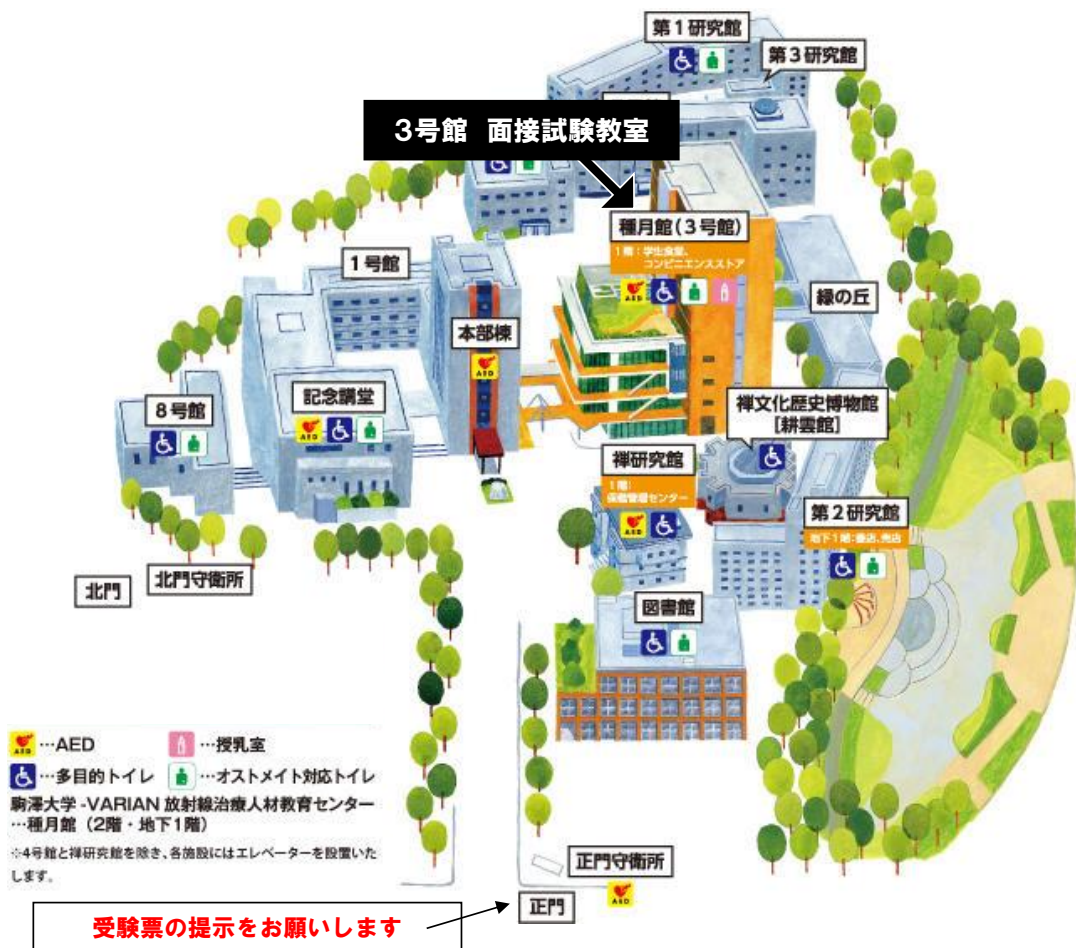 第1研究館
第3研究館
3号館 面接試験教室
種月館(3号館)
1階:学生食堂、
コンビニエンスストア
AED
1号館
緑の丘
本部棟
AED
禅文化歴史博物館
[耕雲館]
8号館
記念講堂
AED
禅研究館
1階:
保健管理センター
AED
第2研究館
地下1階:書店、売店
北門
北門守衛所
図書館
AED
…AED
…授乳室
…多目的トイレ
…オストメイト対応トイレ
駒澤大学-VARIAN 放射線治療人材教育センター
…種月館(2階・地下1階)
※4号館と禅研究館を除き、各施設にはエレベーターを設置いた
します。
正門守衛所
AED
正門
受験票の提示をお願いします